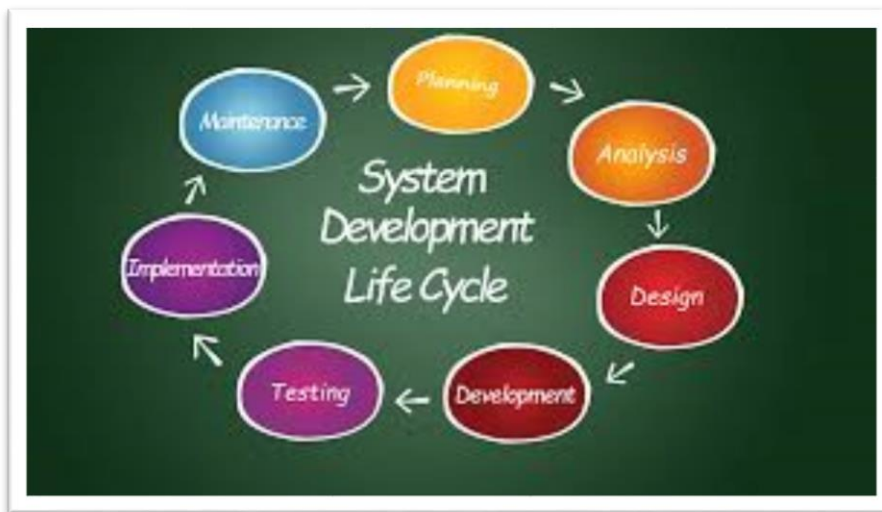 Planning
Maintenance
Analysis
System
Development
Life Cycle
Implementation
Design
Testing
Development